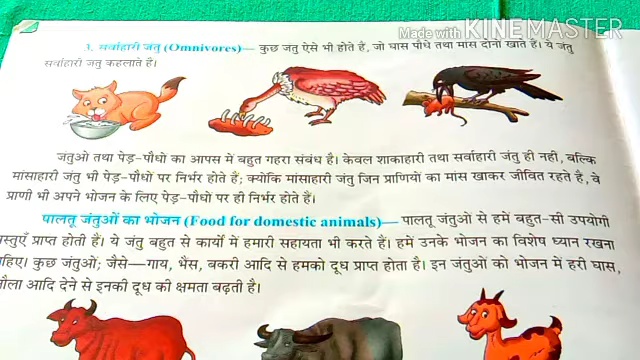 Made with KINEMASTER
3. सर्वाहारी जंतु (Omnivores)— कुछ जंतु ऐसे भी होते हैं, जो घास पौधे तथा मांस दोनों खाते हैं। ये जंतु
सर्वाहारी जंतु कहलाते हैं।
जंतुओं तथा पेड़-पौधों का आपस में बहुत गहरा संबंध है। केवल शाकाहारी तथा सर्वाहारी जंतु ही नहीं, बल्कि
मांसाहारी जंतु भी पेड़-पौधों पर निर्भर होते हैं; क्योंकि मांसाहारी जंतु जिन प्राणियों का मांस खाकर जीवित रहते है, वे
प्राणी भी अपने भोजन के लिए पेड़-पौधों पर ही निर्भर होते हैं।
पालतू जंतुओं का भोजन (Food for domestic animals)— पालतू जंतुओं से हमें बहुत-सी उपयोगी
स्तुएँ प्राप्त होती हैं। ये जंतु बहुत से कार्यों में हमारी सहायता भी करते हैं। हमें उनके भोजन का विशेष ध्यान रखना
हिए। कुछ जंतुओं; जैसे—गाय, भैंस, बकरी आदि से हमको दूध प्राप्त होता है। इन जंतुओं को भोजन में हरी घास,
ौला आदि देने से इनकी दूध की क्षमता बढ़ती है।